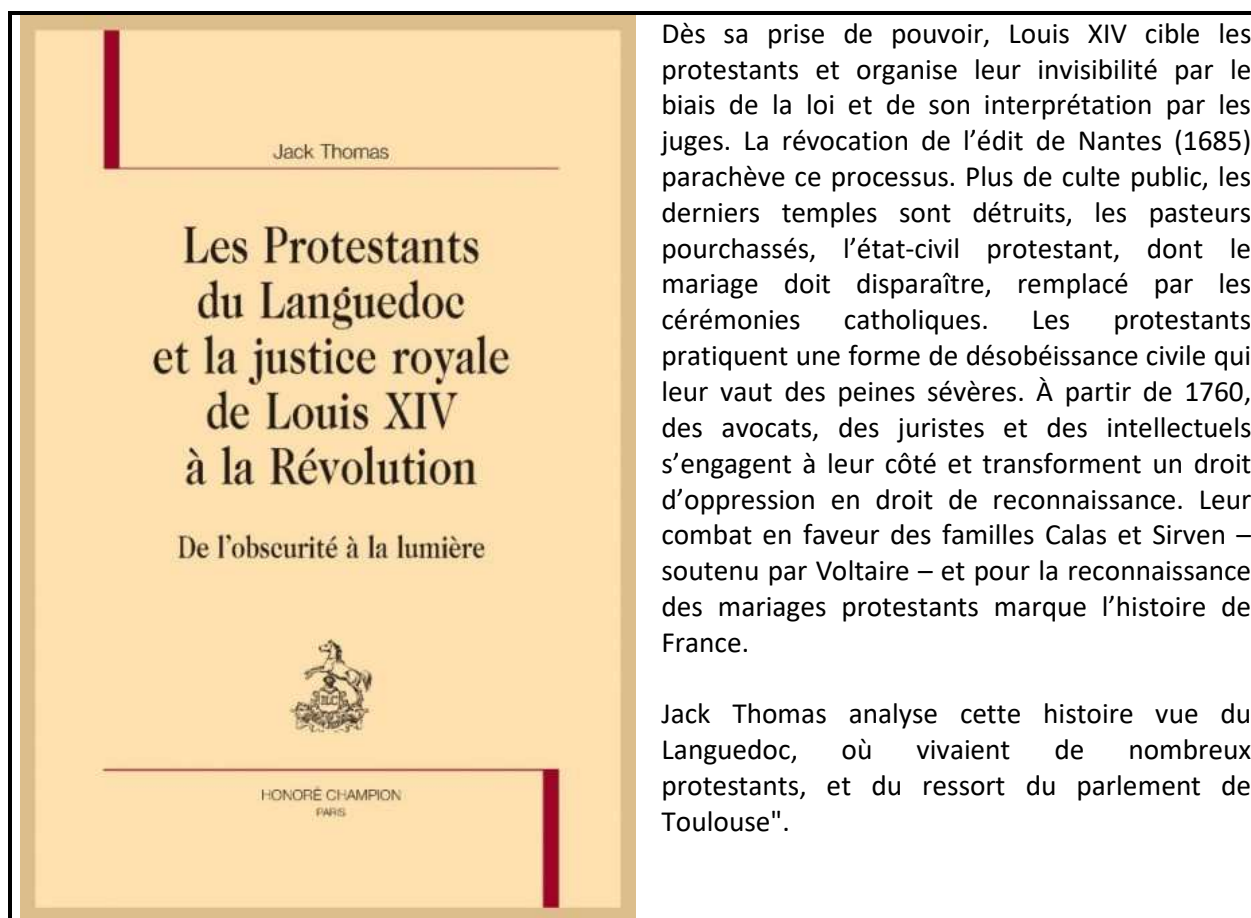 Jack Thomas
Les Protestants
du Languedoc
et la justice royale
de Louis XIV
à la Révolution
De l'obscurité à la lumière
HONORÉ CHAMPION
PARIS
Dès sa prise de pouvoir, Louis XIV cible les
protestants et organise leur invisibilité par le
biais de la loi et de son interprétation par les
juges. La révocation de l’édit de Nantes (1685)
parachève ce processus. Plus de culte public, les
derniers temples sont détruits, les pasteurs
pourchassés, l’état-civil protestant, dont le
mariage doit disparaître, remplacé par les
cérémonies catholiques. Les protestants
pratiquent une forme de désobéissance civile qui
leur vaut des peines sévères. À partir de 1760,
des avocats, des juristes et des intellectuels
s’engagent à leur côté et transforment un droit
d’oppression en droit de reconnaissance. Leur
combat en faveur des familles Calas et Sirven –
soutenu par Voltaire – et pour la reconnaissance
des mariages protestants marque l’histoire de
France.
Jack Thomas analyse cette histoire vue du
Languedoc, où vivaient de nombreux
protestants, et du ressort du parlement de
Toulouse".